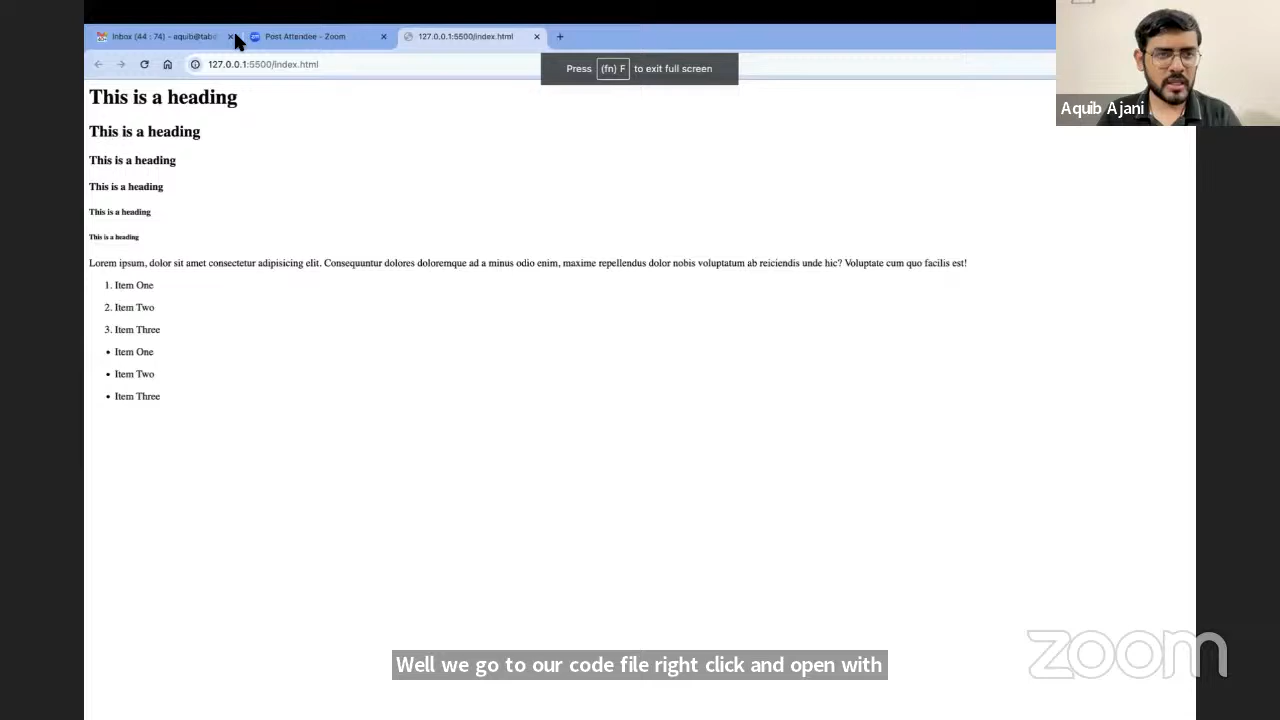 Inbox (44 : 74) - aquib@tab
Post Attendee - Zoom
127.0.0.1:5500/index.html
127.0.0.1:5500/index.html
Press (fn) F to exit full screen
Aquib Ajani
This is a heading
This is a heading
This is a heading
This is a heading
This is a heading
This is a heading
Lorem ipsum, dolor sit amet consectetur adipisicing elit. Consequuntur dolores doloremque ad a minus odio enim, maxime repellendus dolor nobis voluptatum ab reiciendis unde hic? Voluptate cum quo facilis est!
1. Item One
2. Item Two
3. Item Three
• Item One
• Item Two
• Item Three
Well we go to our code file right click and open with
zoom